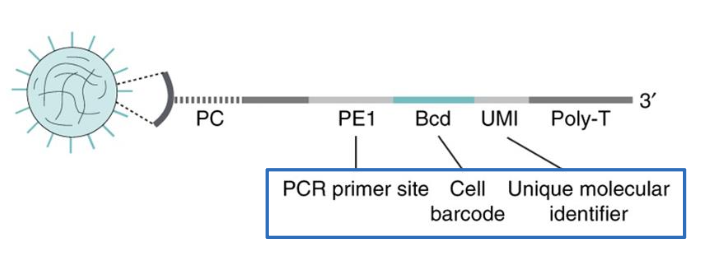 3′
PC PE1 Bcd UMI Poly-T
PCR primer site Cell barcode Unique molecular identifier